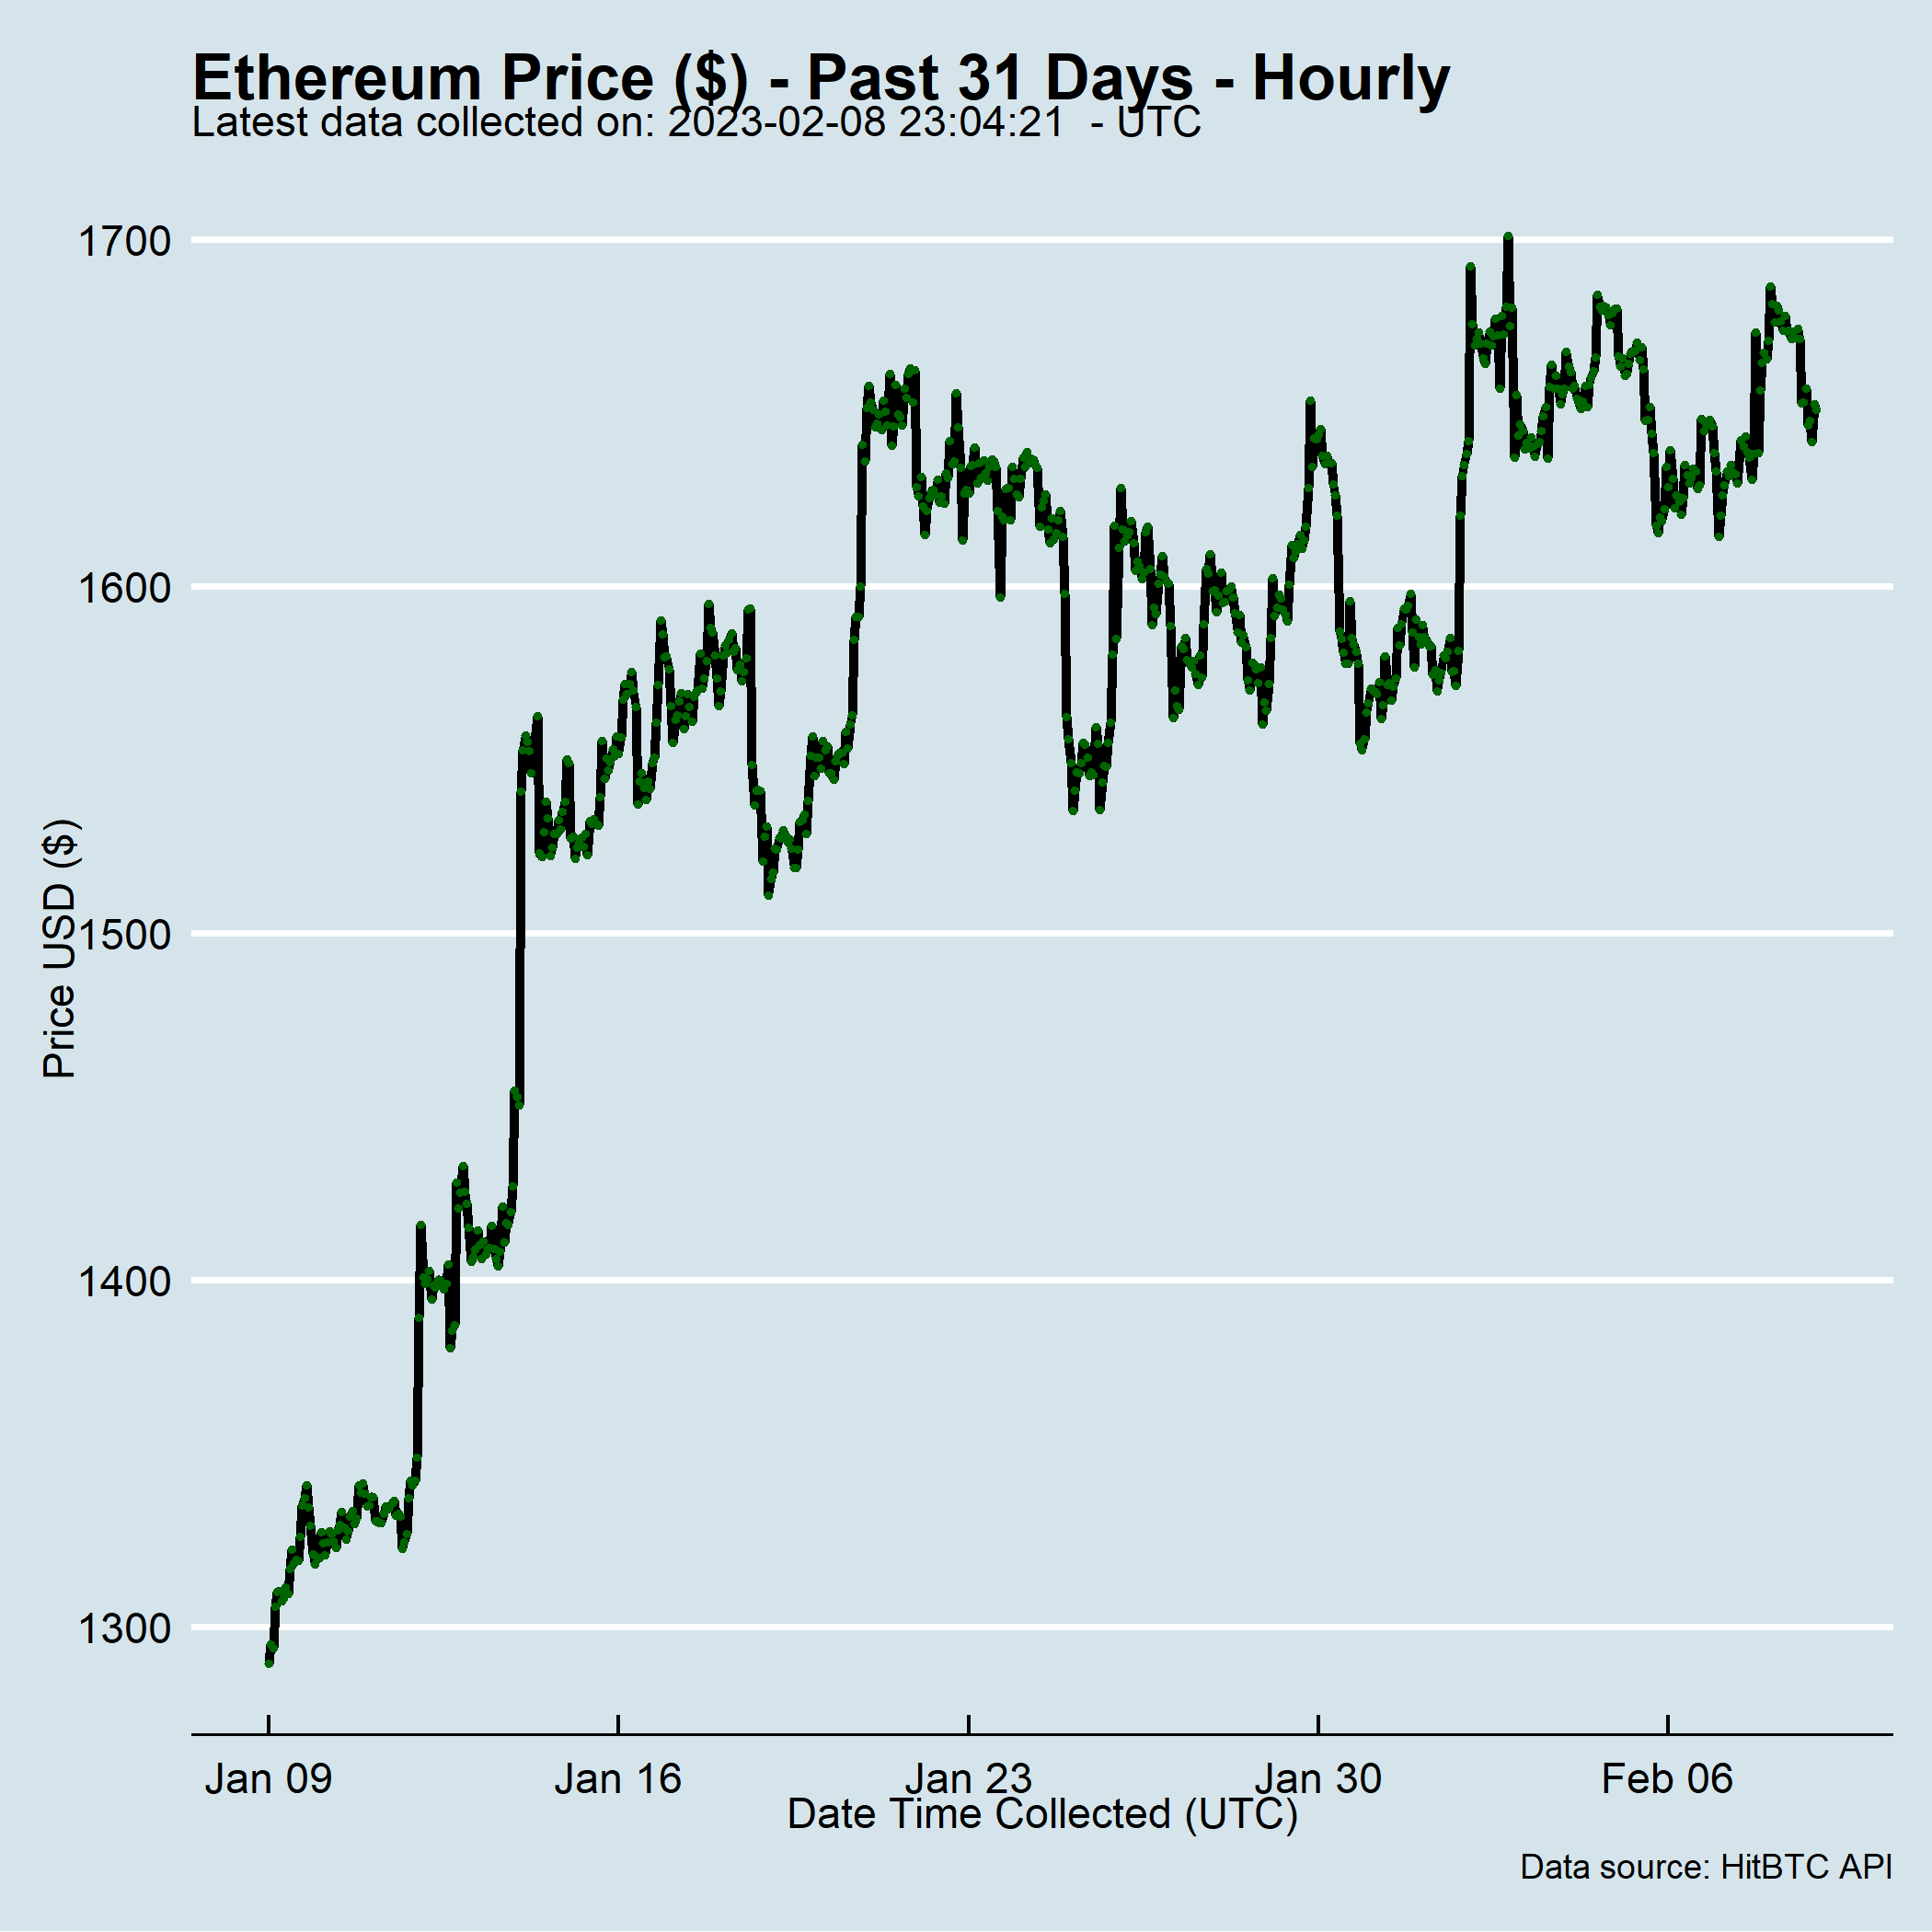 Ethereum Price ($) - Past 31 Days - Hourly
Latest data collected on: 2023-02-08 23:04:21  - UTC
1700
1600
1500
1400
1300
Price USD ($)
Jan 09 Jan 16 Jan 23 Jan 30 Feb 06
Date Time Collected (UTC)
Data source: HitBTC API